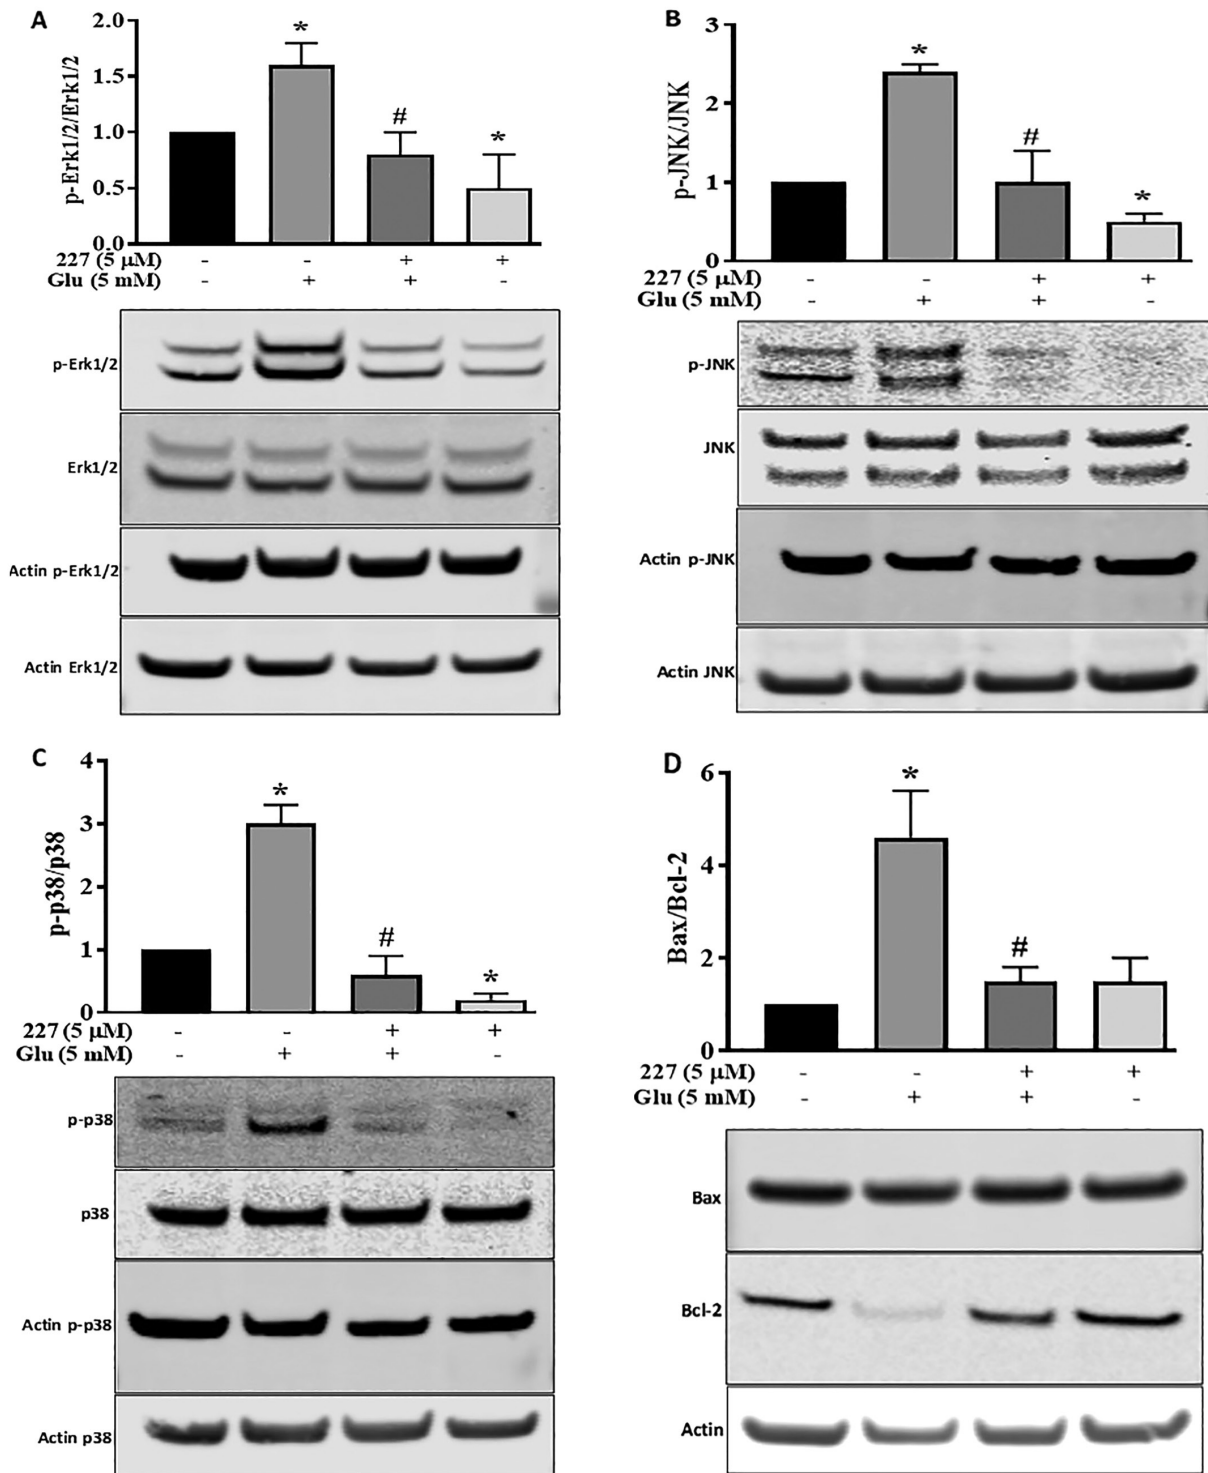 A
p-Erk1/2/Erk1/2
2.0
1.5
1.0
0.5
0.0
* # *
227 (5 µM) - - + +
Glu (5 mM) - + + -
p-Erk1/2
Erk1/2
Actin p-Erk1/2
Actin Erk1/2
B
p-JNK/JNK
3
2
1
0
* # *
227 (5 µM) - - + +
Glu (5 mM) - + + -
p-JNK
JNK
Actin p-JNK
Actin JNK
C
p-p38/p38
4
3
2
1
0
* # *
227 (5 µM) - - + +
Glu (5 mM) - + + -
p-p38
p38
Actin p-p38
Actin p38
D
Bax/Bcl-2
6
4
2
0
* #
227 (5 µM) - - + +
Glu (5 mM) - + + -
Bax
Bcl-2
Actin